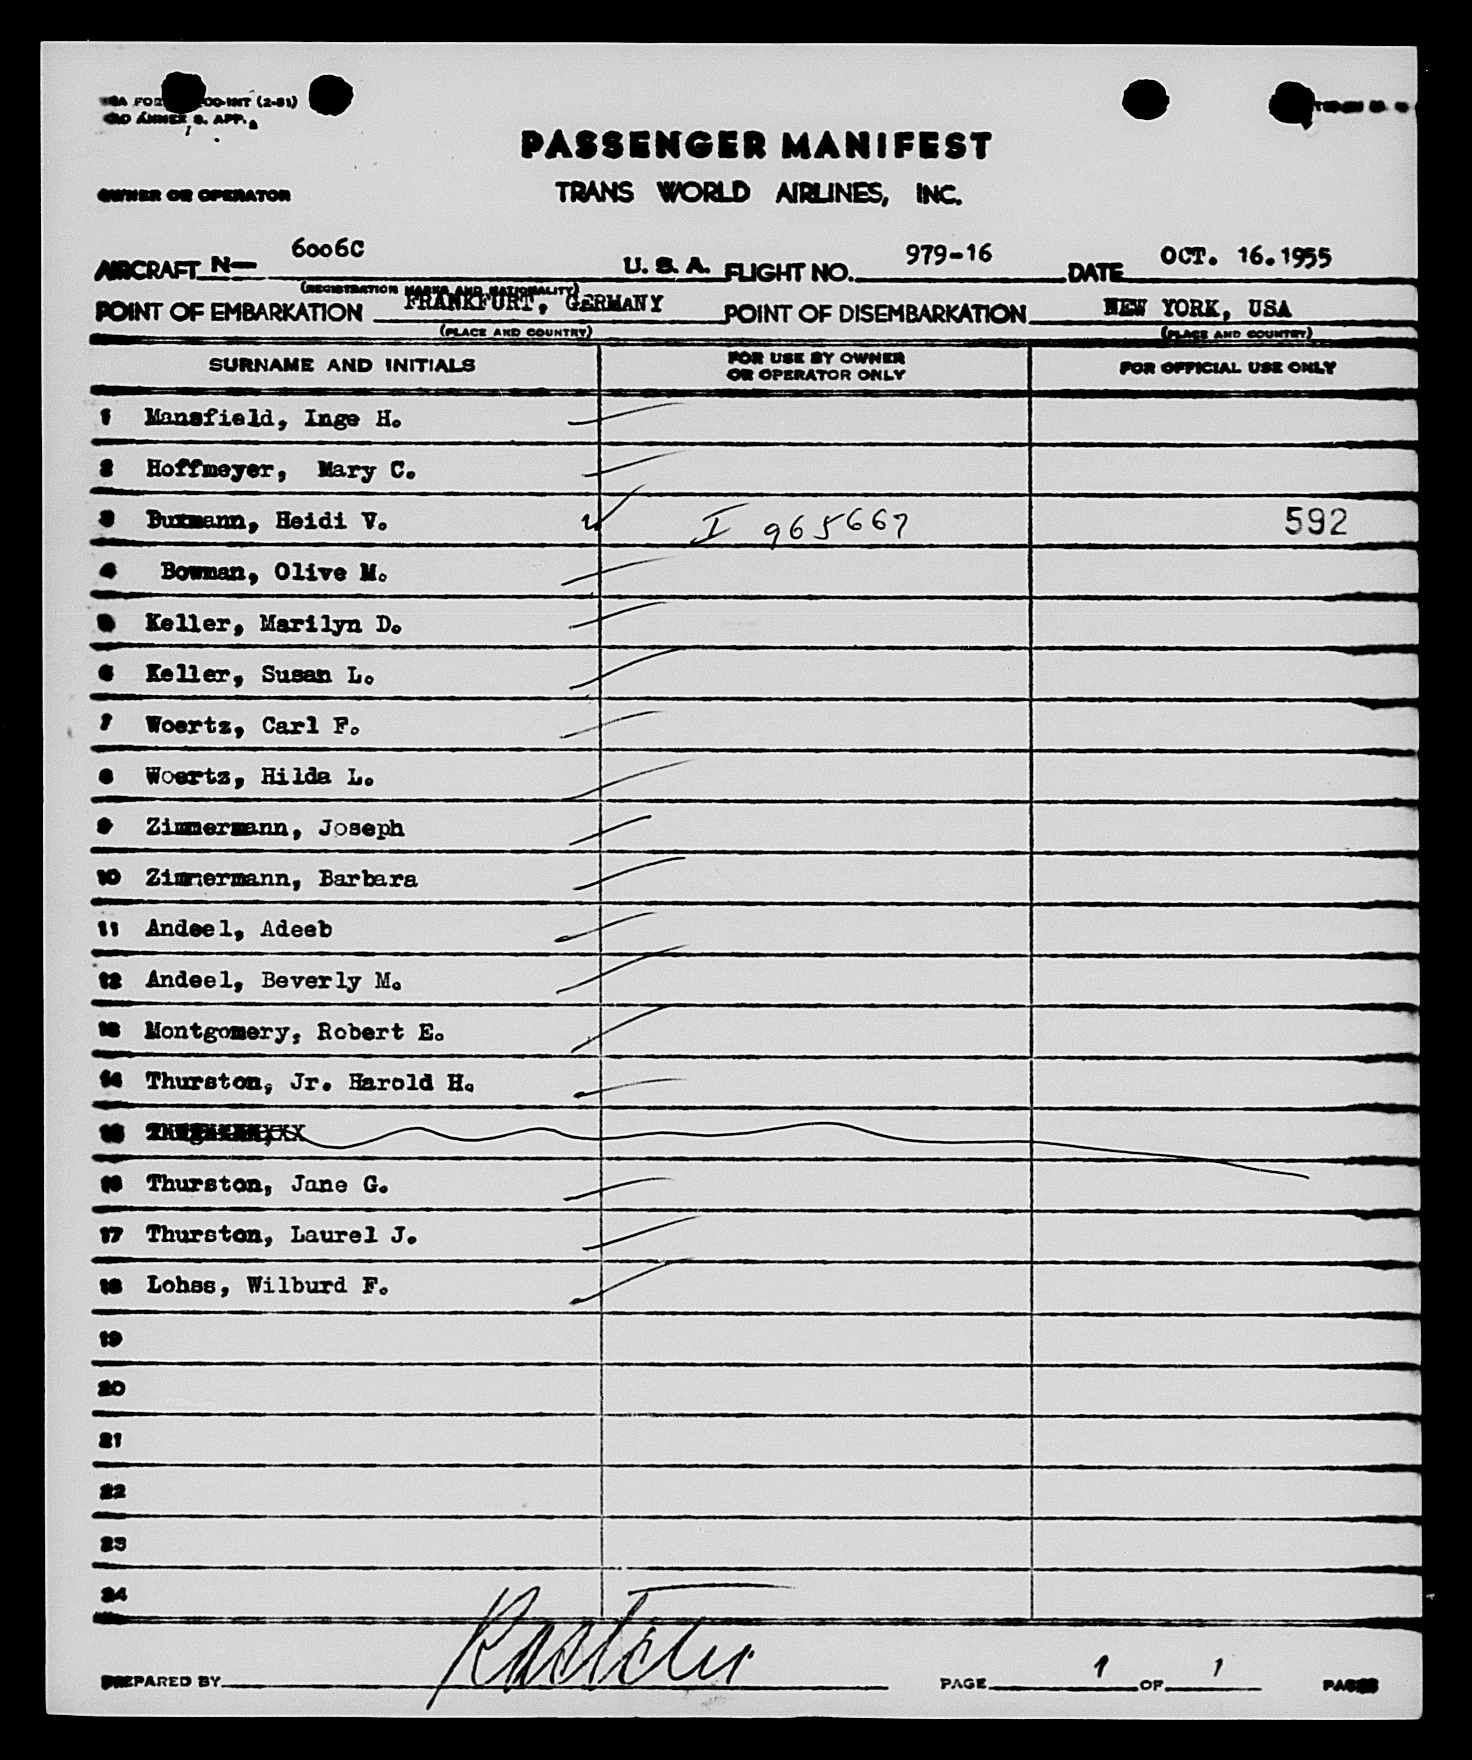 PASSENGER MANIFEST
OWNER OR OPERATOR TRANS WORLD AIRLINES, INC.
AIRCRAFT N— 6006C U. S. A. FLIGHT NO. 979-16 DATE OCT. 16.1955
(REGISTRATION MARKS AND NATIONALITY)
POINT OF EMBARKATION FRANKFURT, GERMANY POINT OF DISEMBARKATION NEW YORK, USA
(PLACE AND COUNTRY) (PLACE AND COUNTRY)
SURNAME AND INITIALS FOR USE BY OWNER OR OPERATOR ONLY FOR OFFICIAL USE ONLY
1 Mansfield, Inge H.
2 Hoffmeyer, Mary C.
3 Buxmann, Heidi V. I 965667 592
4 Bowman, Olive M.
5 Keller, Marilyn D.
6 Keller, Susan L.
7 Woertz, Carl F.
8 Woertz, Hilda L.
9 Zimmermann, Joseph
10 Zimmermann, Barbara
11 Andeel, Adeeb
12 Andeel, Beverly M.
13 Montgomery, Robert E.
14 Thurston, Jr. Harold H.
15
16 Thurston, Jane G.
17 Thurston, Laurel J.
18 Lohss, Wilburd F.
19
20
21
22
23
24
PREPARED BY PAGE 1 OF 1 PAGES